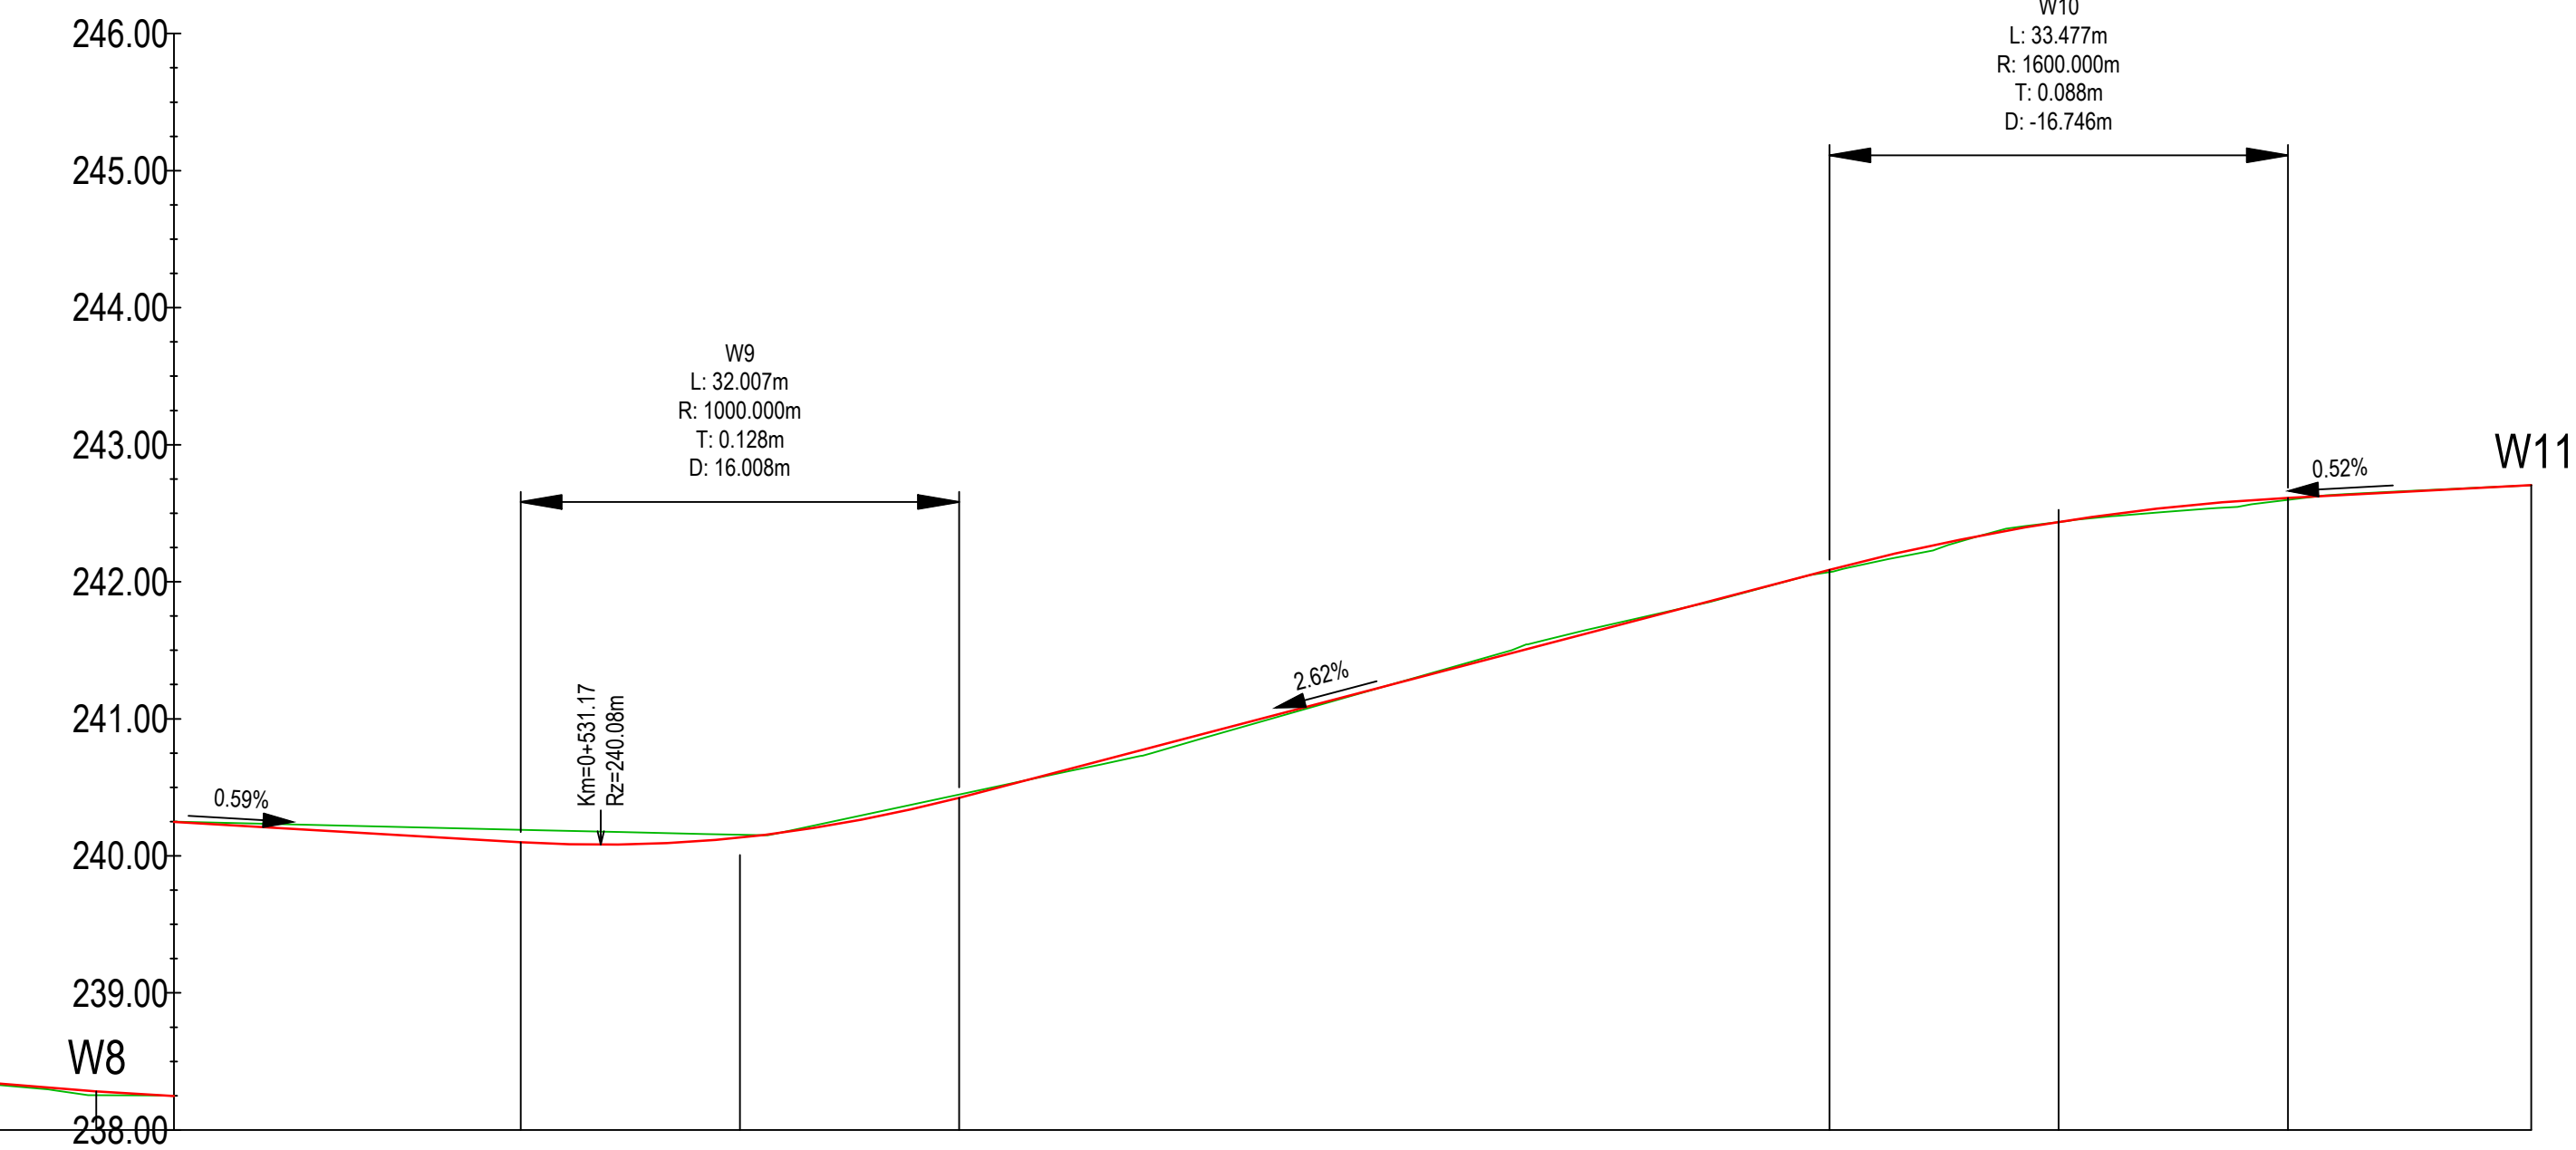 246.00
245.00
244.00
243.00
242.00
241.00
240.00
239.00
238.00
W8
0.59%
Km=0+531.17
Rz=240.08m
W9
L: 32.007m
R: 1000.000m
T: 0.128m
D: 16.008m
2.62%
W10
L: 33.477m
R: 1600.000m
T: 0.088m
D: -16.746m
0.52%
W11